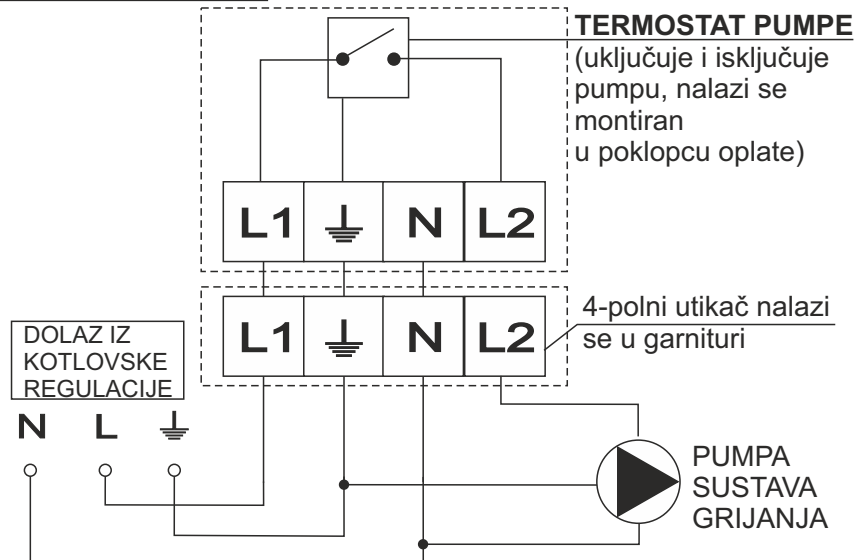 TERMOSTAT PUMPE
(uključuje i isključuje
pumpu, nalazi se
montiran
u poklopcu oplate)
L1 N L2
L1 N L2
4-polni utikač nalazi
se u garnituri
DOLAZ IZ
KOTLOVSKE
REGULACIJE
N L
PUMPA
SUSTAVA
GRIJANJA